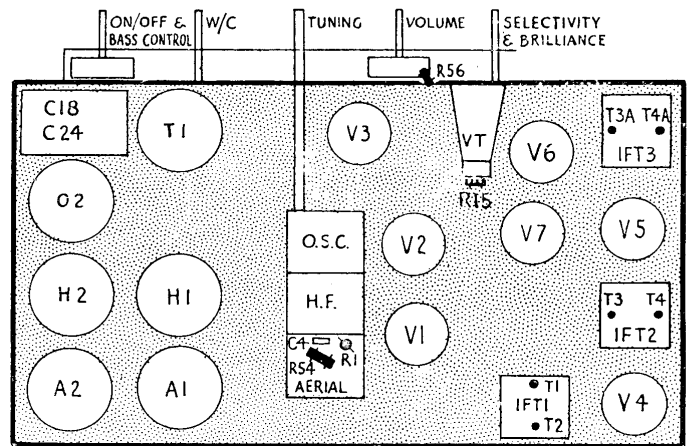 ON/OFF &
BASS CONTROL
W/C
TUNING
VOLUME
SELECTIVITY
& BRILLIANCE
R56
C18
C24
T1
V3
VT
R15
V6
T3A T4A
IFT3
O2
O.S.C.
V2
V7
V5
H2
H1
H.F.
V1
T3 T4
IFT2
C4
R1
R54
AERIAL
A2
A1
T1
IFT1
T2
V4